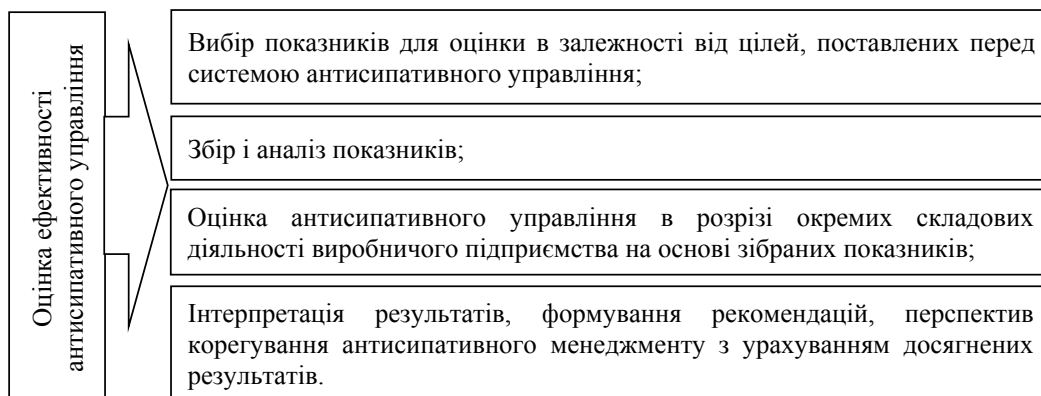 Оцінка ефективності
антисипативного управління
Вибір показників для оцінки в залежності від цілей, поставлених перед
системою антисипативного управління;
Збір і аналіз показників;
Оцінка антисипативного управління в розрізі окремих складових
діяльності виробничого підприємства на основі зібраних показників;
Інтерпретація результатів, формування рекомендацій, перспектив
корегування антисипативного менеджменту з урахуванням досягнених
результатів.